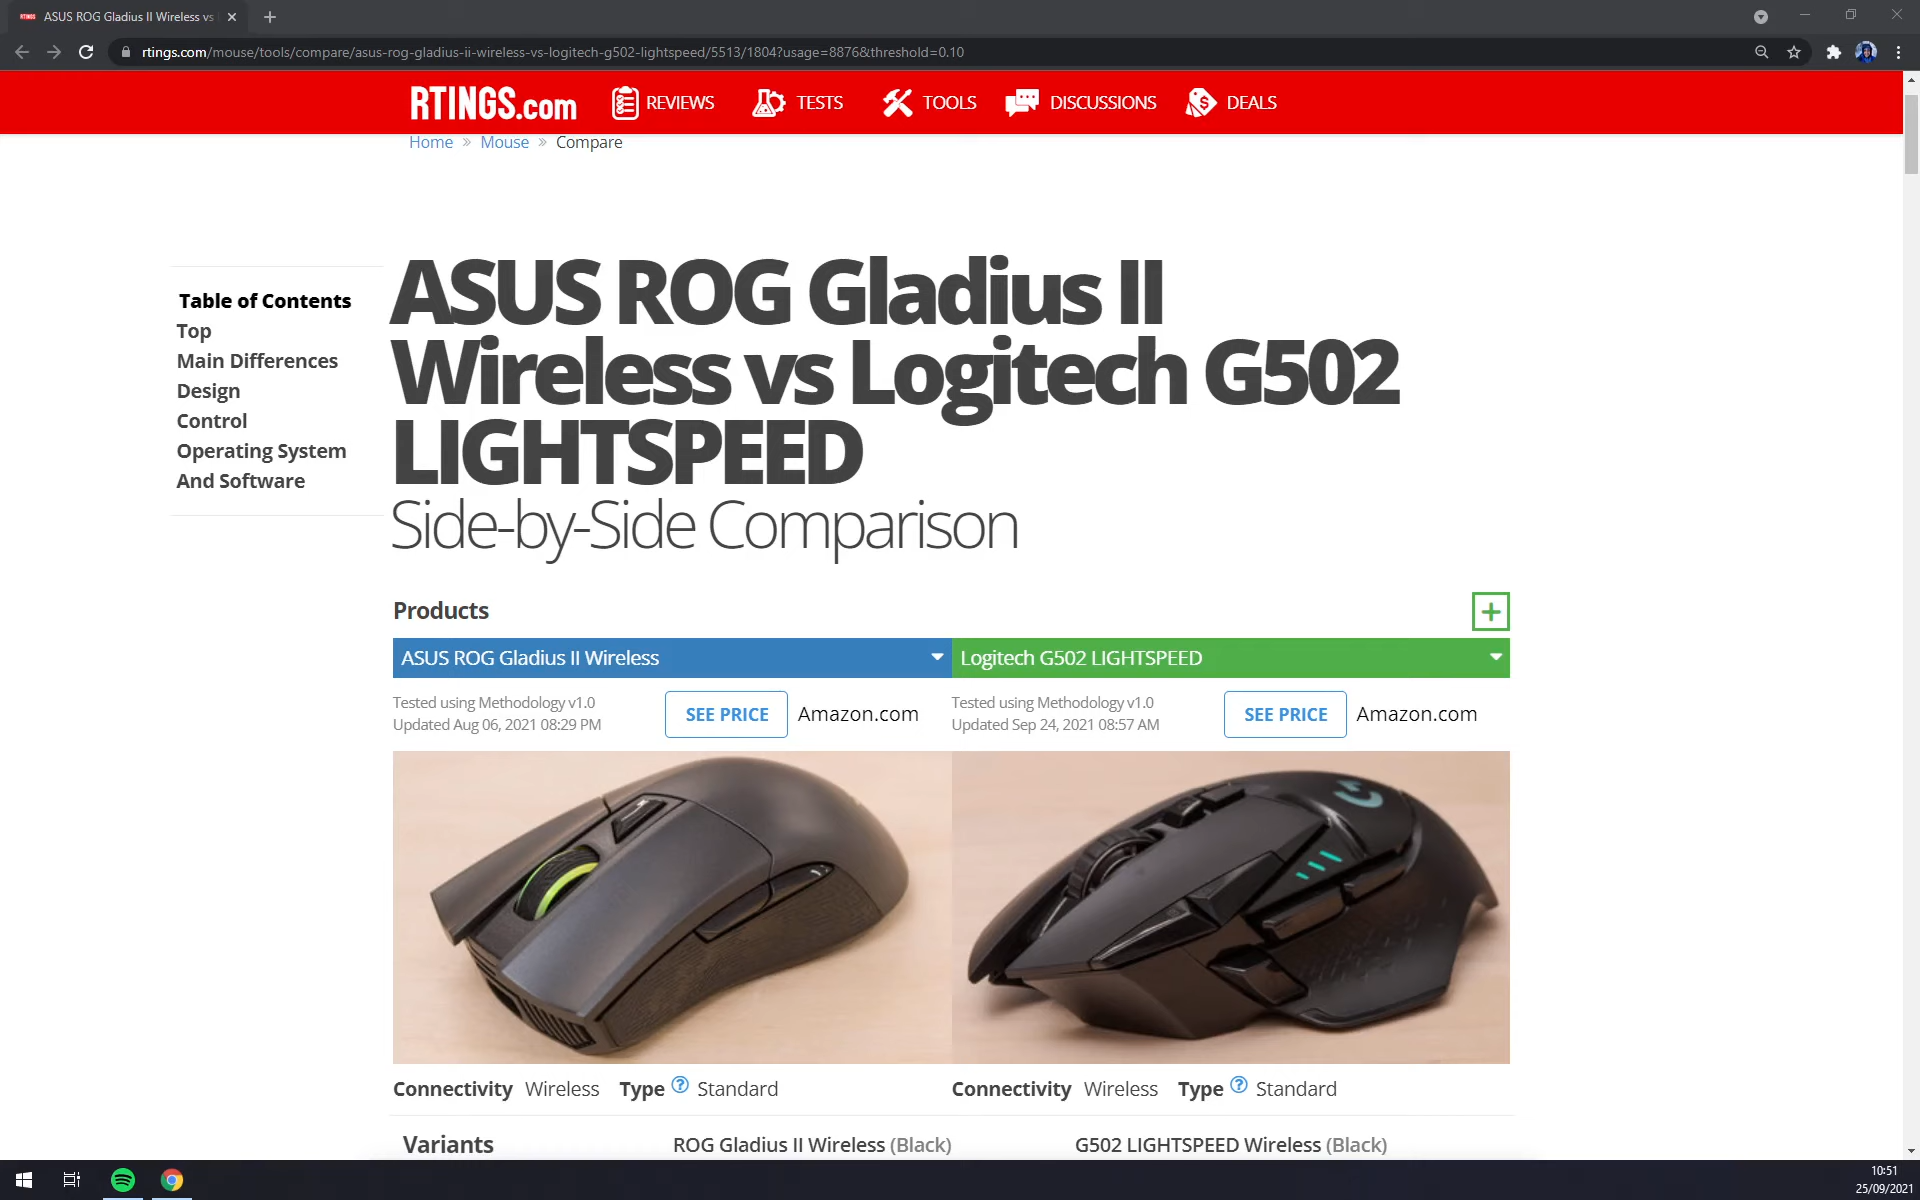 ASUS ROG Gladius II Wireless vs
rtings.com/mouse/tools/compare/asus-rog-gladius-ii-wireless-vs-logitech-g502-lightspeed/5513/1804?usage=8876&threshold=0.10
RTINGS.com REVIEWS TESTS TOOLS DISCUSSIONS DEALS
Home » Mouse » Compare
Table of Contents
Top
Main Differences
Design
Control
Operating System
And Software
ASUS ROG Gladius II
Wireless vs Logitech G502
LIGHTSPEED
Side-by-Side Comparison
Products
ASUS ROG Gladius II Wireless
Logitech G502 LIGHTSPEED
Tested using Methodology v1.0
Updated Aug 06, 2021 08:29 PM
SEE PRICE Amazon.com
Tested using Methodology v1.0
Updated Sep 24, 2021 08:57 AM
SEE PRICE Amazon.com
Connectivity Wireless Type ? Standard
Connectivity Wireless Type ? Standard
Variants ROG Gladius II Wireless (Black) G502 LIGHTSPEED Wireless (Black)
10:51
25/09/2021